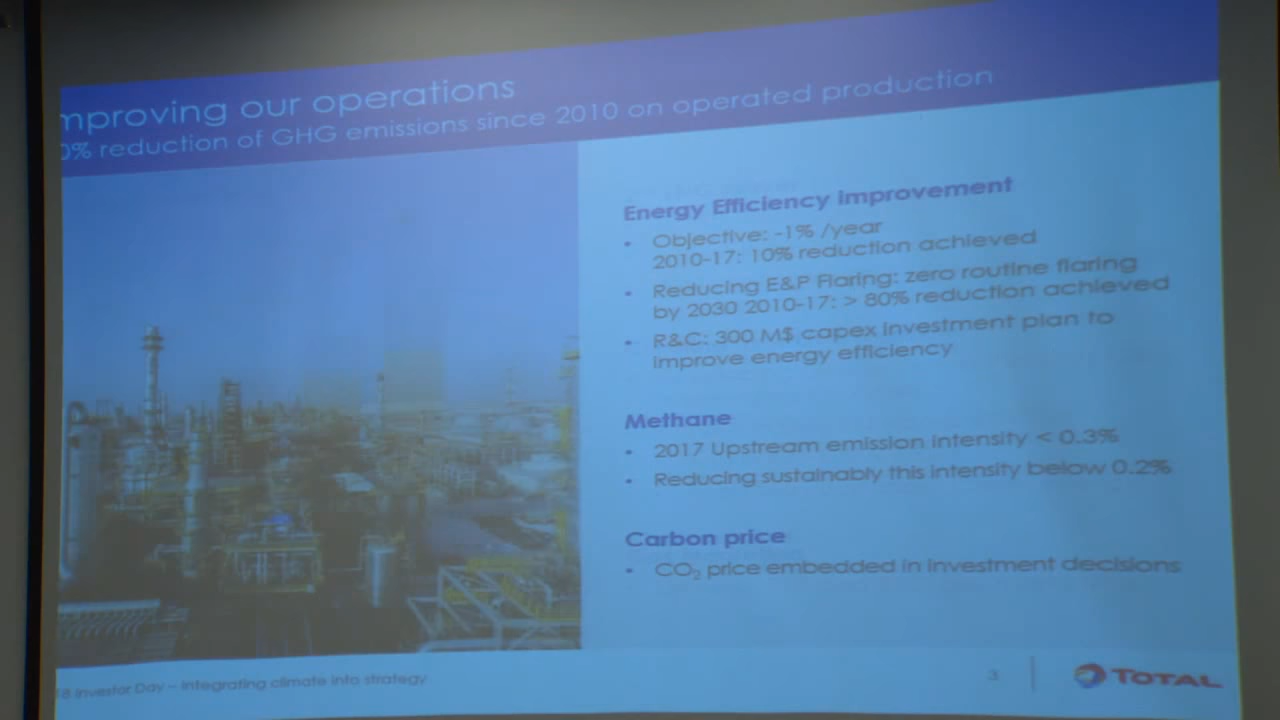 mproving our operations
0% reduction of GHG emissions since 2010 on operated production
Energy Efficiency improvement
• Objective: -1% /year
2010-17: 10% reduction achieved
• Reducing E&P Flaring: zero routine flaring
by 2030 2010-17: > 80% reduction achieved
• R&C: 300 M$ capex investment plan to
improve energy efficiency
Methane
• 2017 Upstream emission intensity < 0.3%
• Reducing sustainably this intensity below 0.2%
Carbon price
• CO₂ price embedded in investment decisions
18 Investor Day – Integrating climate into strategy
3
TOTAL